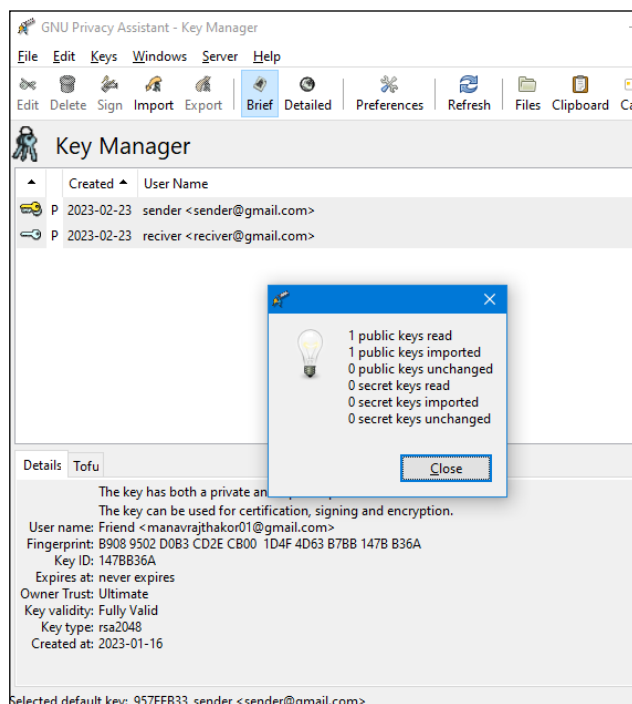 GNU Privacy Assistant - Key Manager
File Edit Keys Windows Server Help
Edit Delete Sign Import Export Brief Detailed Preferences Refresh Files Clipboard
Key Manager
Created User Name
P 2023-02-23 sender <sender@gmail.com>
P 2023-02-23 reciver <reciver@gmail.com>
1 public keys read
1 public keys imported
0 public keys unchanged
0 secret keys read
0 secret keys imported
0 secret keys unchanged
Close
Details Tofu
The key has both a private an
The key can be used for certification, signing and encryption.
User name: Friend <manavrajthakor01@gmail.com>
Fingerprint: B908 9502 D0B3 CD2E CB00 1D4F 4D63 B7BB 147B B36A
Key ID: 147BB36A
Expires at: never expires
Owner Trust: Ultimate
Key validity: Fully Valid
Key type: rsa2048
Created at: 2023-01-16
Selected default key: 957FFB33 sender <sender@gmail.com>